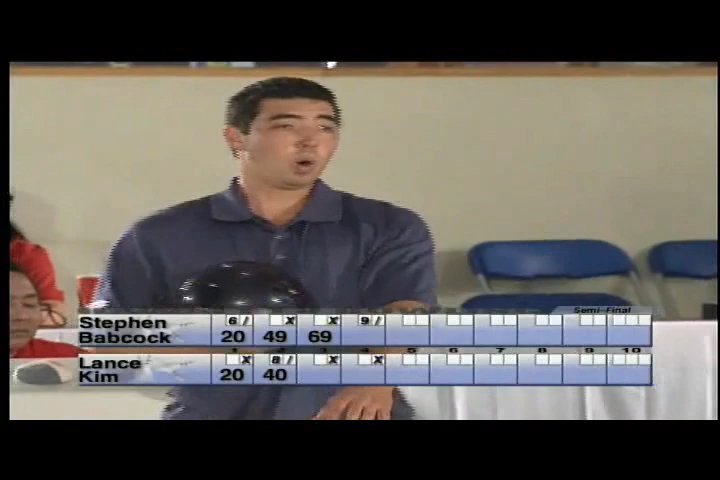 Semi-Final
Stephen 6 / X X 9 /
Babcock 20 49 69
1 2 3 4 5 6 7 8 9 10
Lance X 8 / X X
Kim 20 40